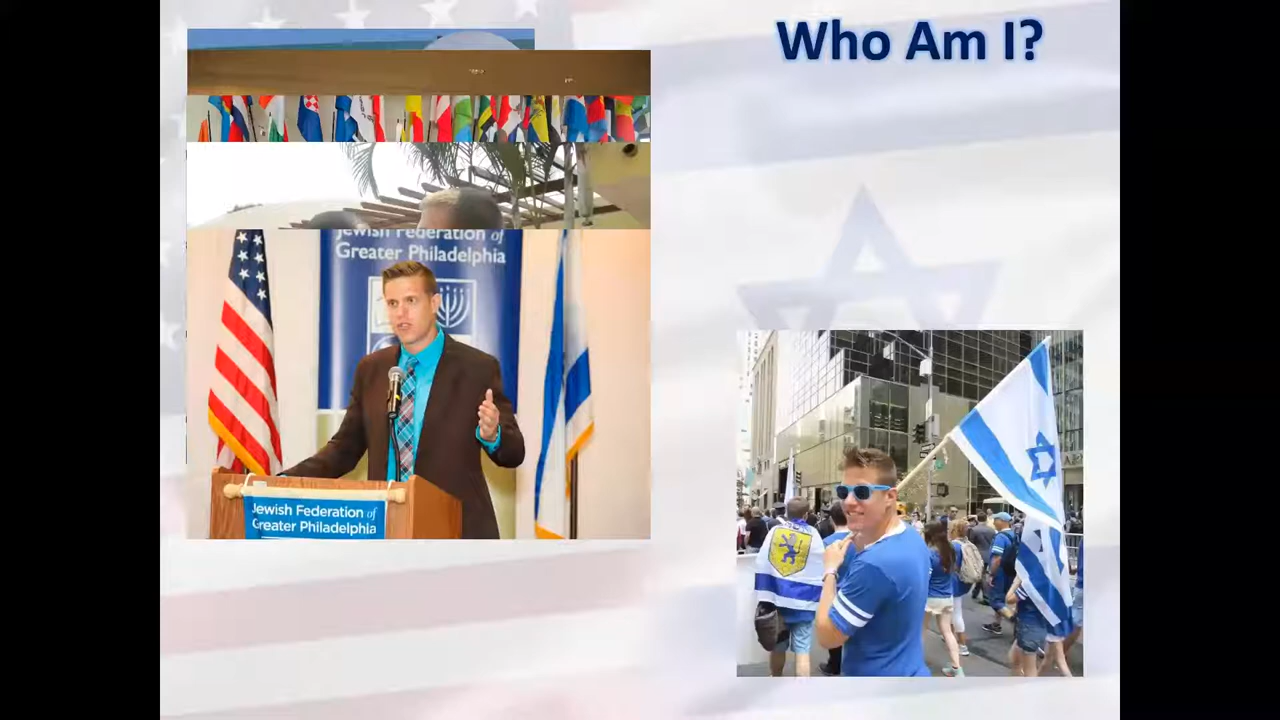 Who Am I?
Jewish Federation of
Greater Philadelphia
Jewish Federation of
Greater Philadelphia